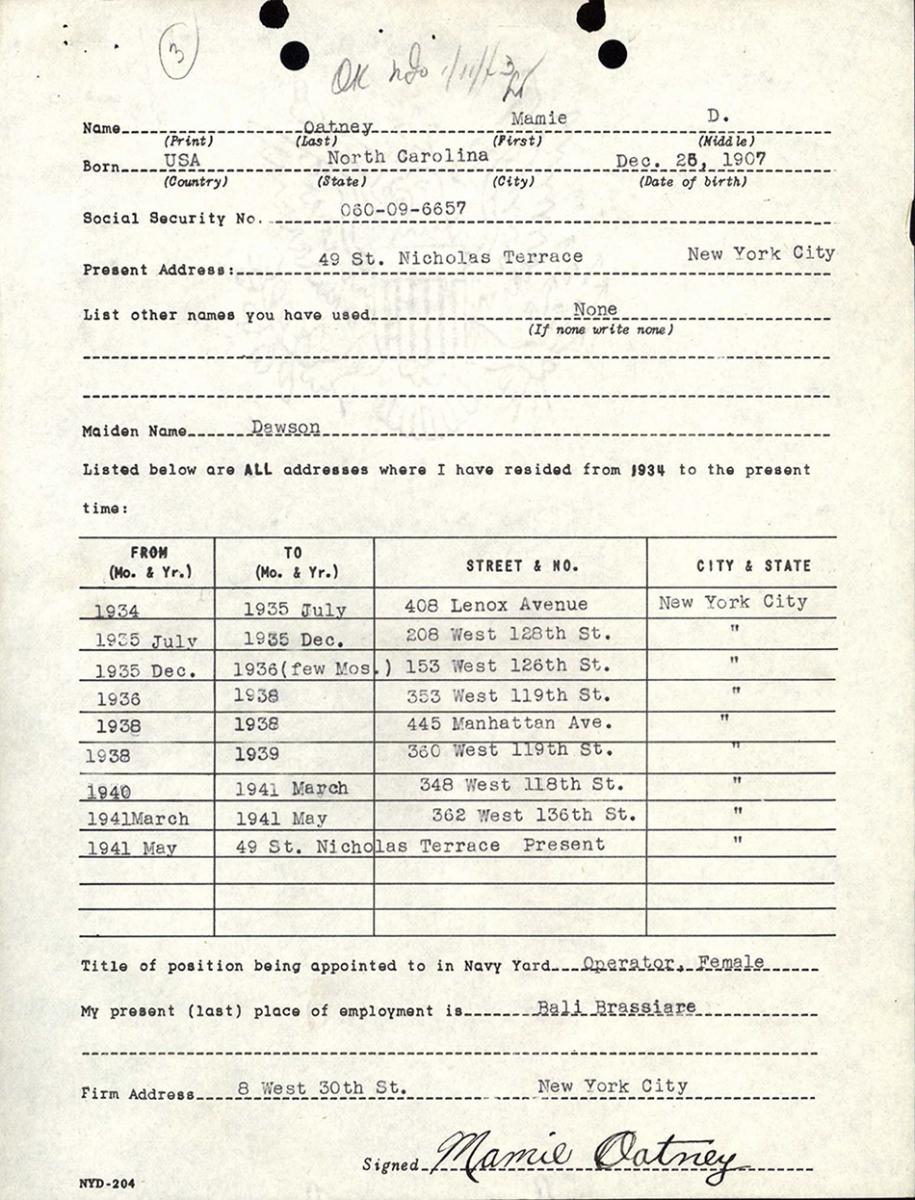 3
OK
Name Oatney Mamie D.
(Print) (Last) (First) (Middle)
Born USA North Carolina Dec. 25, 1907
(Country) (State) (City) (Date of birth)
Social Security No. 060-09-6657
Present Address: 49 St. Nicholas Terrace New York City
List other names you have used None
(If none write none)
Maiden Name Dawson
Listed below are ALL addresses where I have resided from 1934 to the present
time:
FROM TO STREET & NO. CITY & STATE
(Mo. & Yr.) (Mo. & Yr.)
1934 1935 July 408 Lenox Avenue New York City
1935 July 1935 Dec. 208 West 128th St. "
1935 Dec. 1936(few Mos.) 153 West 126th St. "
1936 1938 353 West 119th St. "
1938 1938 445 Manhattan Ave. "
1938 1939 360 West 119th St. "
1940 1941 March 348 West 118th St. "
1941March 1941 May 362 West 136th St. "
1941 May 49 St. Nicholas Terrace Present "
Title of position being appointed to in Navy Yard Operator, Female
My present (last) place of employment is Bali Brassiare
Firm Address 8 West 30th St. New York City
Signed Mamie Oatney
NYD-204